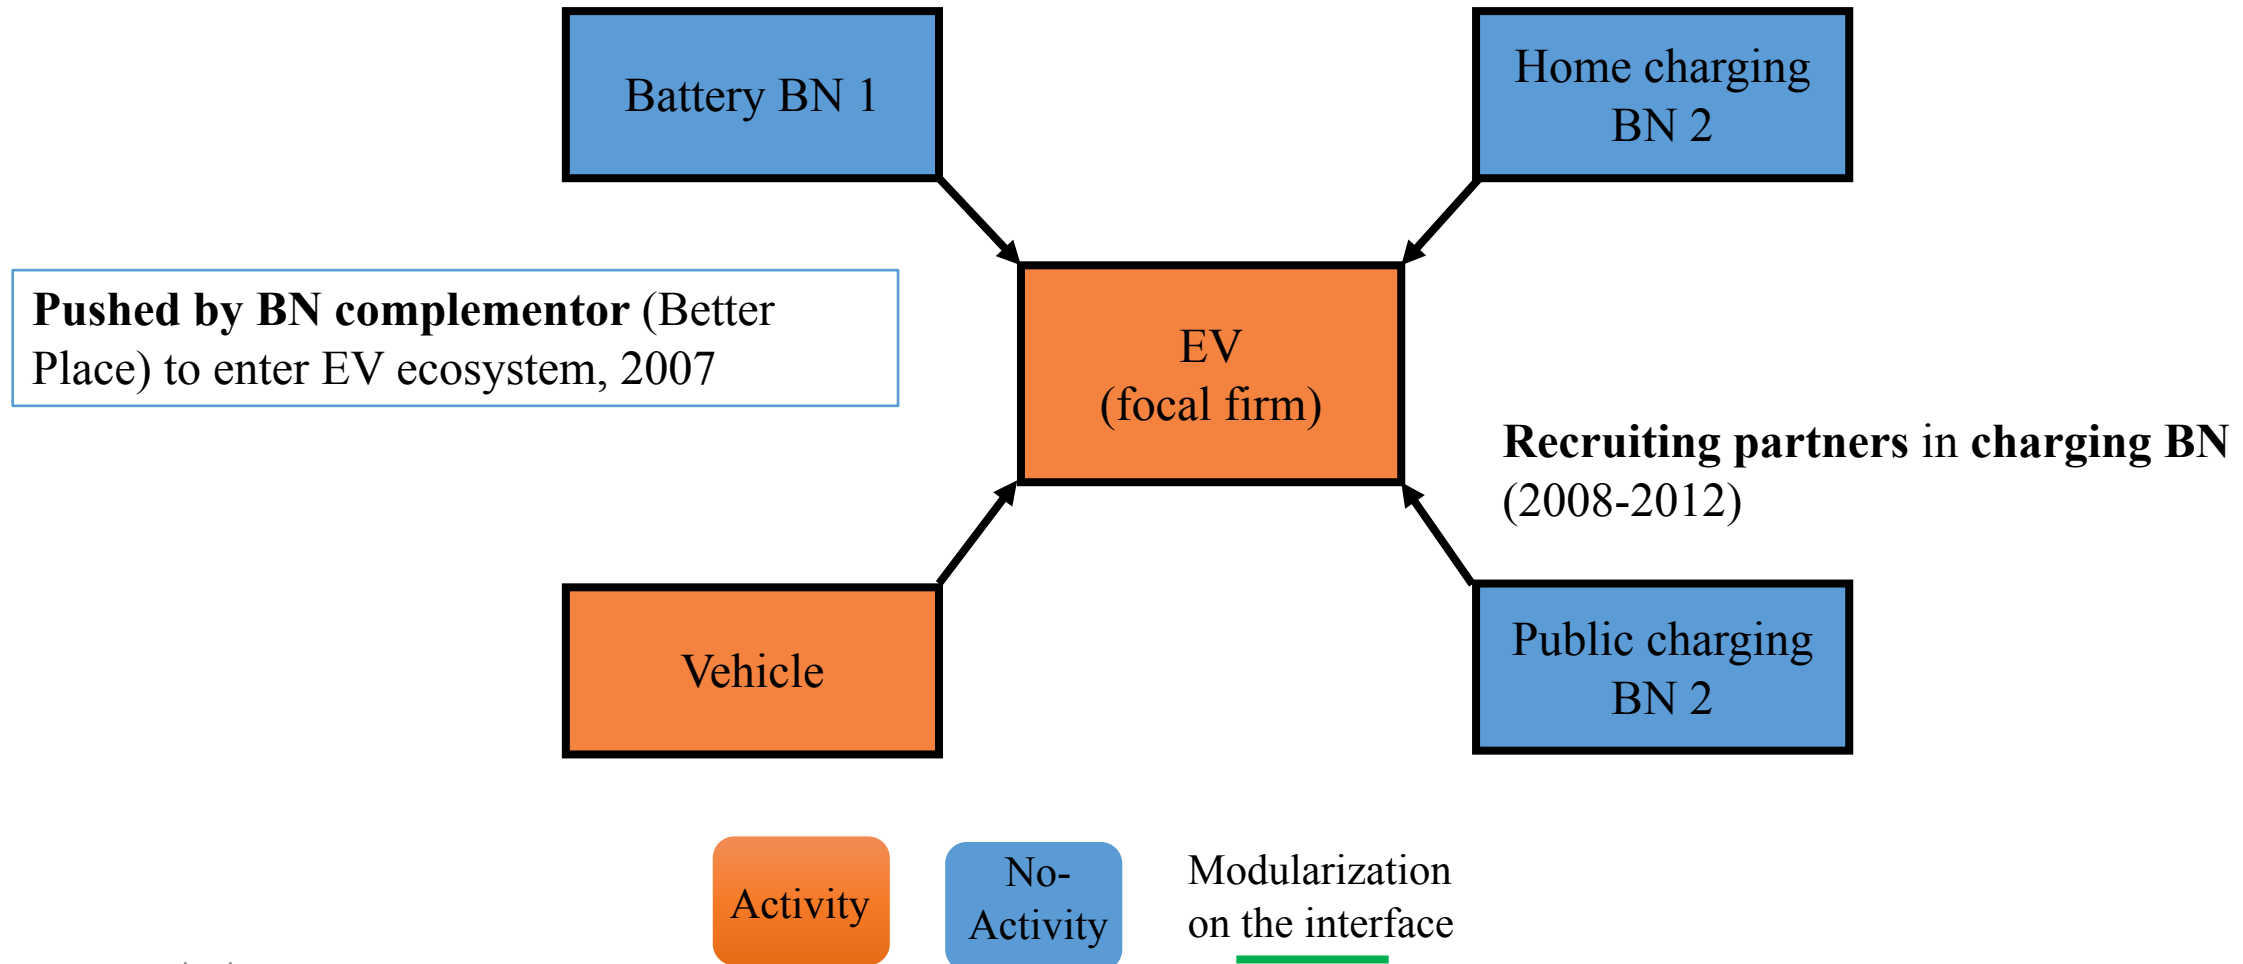 Battery BN 1
Home charging
BN 2
Pushed by BN complementor (Better
Place) to enter EV ecosystem, 2007
EV
(focal firm)
Recruiting partners in charging BN
(2008-2012)
Vehicle
Public charging
BN 2
Activity
No-
Activity
Modularization
on the interface